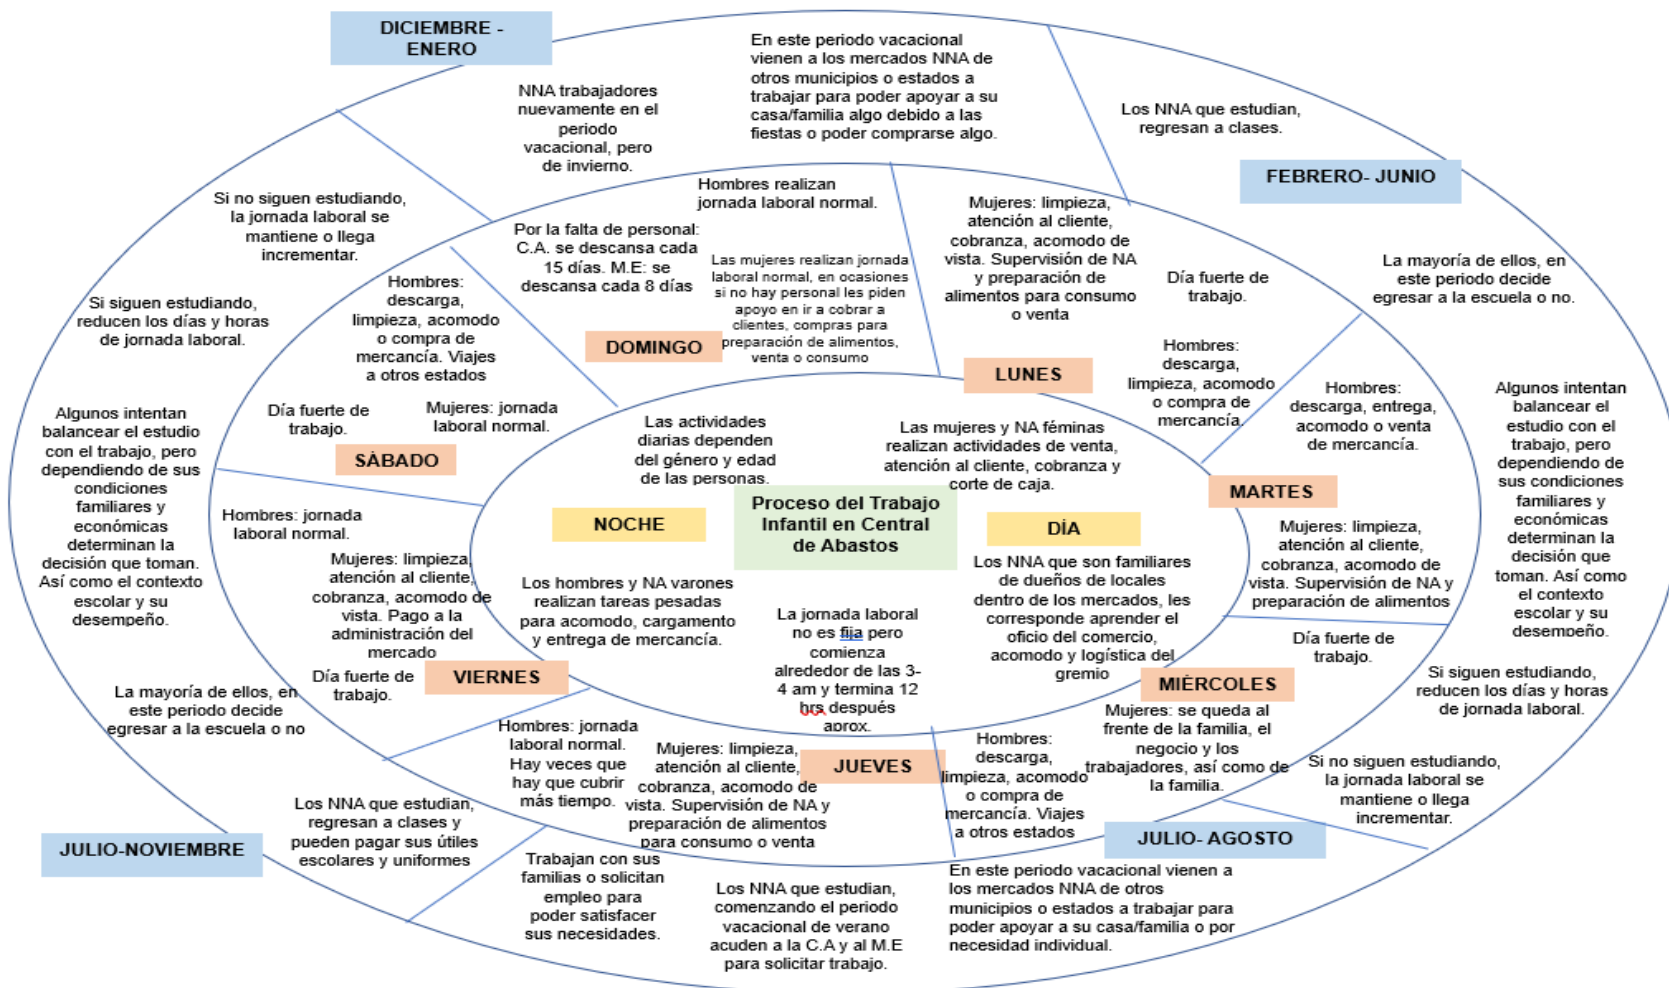 DICIEMBRE -
ENERO
NNA trabajadores
nuevamente en el
periodo
vacacional, pero
de invierno.
En este periodo vacacional
vienen a los mercados NNA de
otros municipios o estados a
trabajar para poder apoyar a su
casa/familia algo debido a las
fiestas o poder comprarse algo.
Los NNA que estudian,
regresan a clases.
FEBRERO- JUNIO
La mayoría de ellos, en
este periodo decide
egresar a la escuela o no.
Algunos intentan
balancear el
estudio con el
trabajo, pero
dependiendo de
sus condiciones
familiares y
económicas
determinan la
decisión que
toman. Así como
el contexto
escolar y su
desempeño.
Si siguen estudiando,
reducen los días y horas
de jornada laboral.
Si no siguen estudiando,
la jornada laboral se
mantiene o llega
incrementar.
JULIO- AGOSTO
En este periodo vacacional vienen a
los mercados NNA de otros
municipios o estados a trabajar para
poder apoyar a su casa/familia o por
necesidad individual.
Los NNA que estudian,
comenzando el periodo
vacacional de verano
acuden a la C.A y al M.E
para solicitar trabajo.
Trabajan con sus
familias o solicitan
empleo para
poder satisfacer
sus necesidades.
JULIO-NOVIEMBRE
Los NNA que estudian,
regresan a clases y
pueden pagar sus útiles
escolares y uniformes
La mayoría de ellos, en
este periodo decide
egresar a la escuela o no
Algunos intentan
balancear el estudio
con el trabajo, pero
dependiendo de sus
condiciones
familiares y
económicas
determinan la
decisión que toman.
Así como el contexto
escolar y su
desempeño.
Si siguen estudiando,
reducen los días y horas
de jornada laboral.
Si no siguen estudiando,
la jornada laboral se
mantiene o llega
incrementar.
DOMINGO
Por la falta de personal:
C.A. se descansa cada
15 días. M.E: se
descansa cada 8 días
Hombres realizan
jornada laboral normal.
Las mujeres realizan jornada
laboral normal, en ocasiones
si no hay personal les piden
apoyo en ir a cobrar a
clientes, compras para
preparación de alimentos,
venta o consumo
LUNES
Mujeres: limpieza,
atención al cliente,
cobranza, acomodo de
vista. Supervisión de NA
y preparación de
alimentos para consumo
o venta
Día fuerte de
trabajo.
Hombres:
descarga,
limpieza, acomodo
o compra de
mercancía.
MARTES
Hombres:
descarga, entrega,
acomodo o venta
de mercancía.
Mujeres: limpieza,
atención al cliente,
cobranza, acomodo de
vista. Supervisión de NA y
preparación de alimentos
MIÉRCOLES
Día fuerte de
trabajo.
Mujeres: se queda al
frente de la familia, el
negocio y los
trabajadores, así como de
la familia.
Hombres:
descarga,
limpieza, acomodo
o compra de
mercancía. Viajes
a otros estados
JUEVES
Mujeres: limpieza,
atención al cliente,
cobranza, acomodo de
vista. Supervisión de NA y
preparación de alimentos
para consumo o venta
Hombres: jornada
laboral normal.
Hay veces que
hay que cubrir
más tiempo.
VIERNES
Día fuerte de
trabajo.
Mujeres: limpieza,
atención al cliente,
cobranza, acomodo de
vista. Pago a la
administración del
mercado
Hombres: jornada
laboral normal.
SÁBADO
Día fuerte de
trabajo.
Mujeres: jornada
laboral normal.
Hombres:
descarga,
limpieza, acomodo
o compra de
mercancía. Viajes
a otros estados
Las actividades
diarias dependen
del género y edad
de las personas.
Las mujeres y NA féminas
realizan actividades de venta,
atención al cliente, cobranza y
corte de caja.
NOCHE
Proceso del Trabajo
Infantil en Central
de Abastos
DÍA
Los hombres y NA varones
realizan tareas pesadas
para acomodo, cargamento
y entrega de mercancía.
La jornada laboral
no es fija pero
comienza
alrededor de las 3-
4 am y termina 12
hrs después
aprox.
Los NNA que son familiares
de dueños de locales
dentro de los mercados, les
corresponde aprender el
oficio del comercio,
acomodo y logística del
gremio